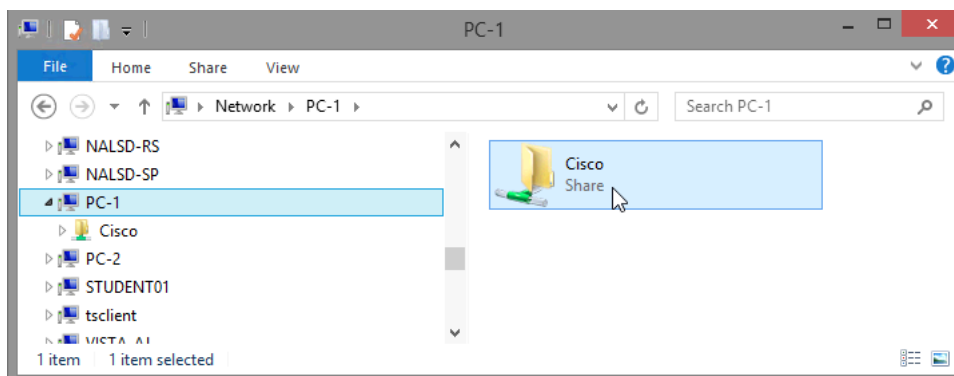 PC-1
File Home Share View
Network PC-1 Search PC-1
NALSD-RS
NALSD-SP
PC-1
Cisco
PC-2
STUDENT01
tsclient
Cisco
Share
1 item 1 item selected